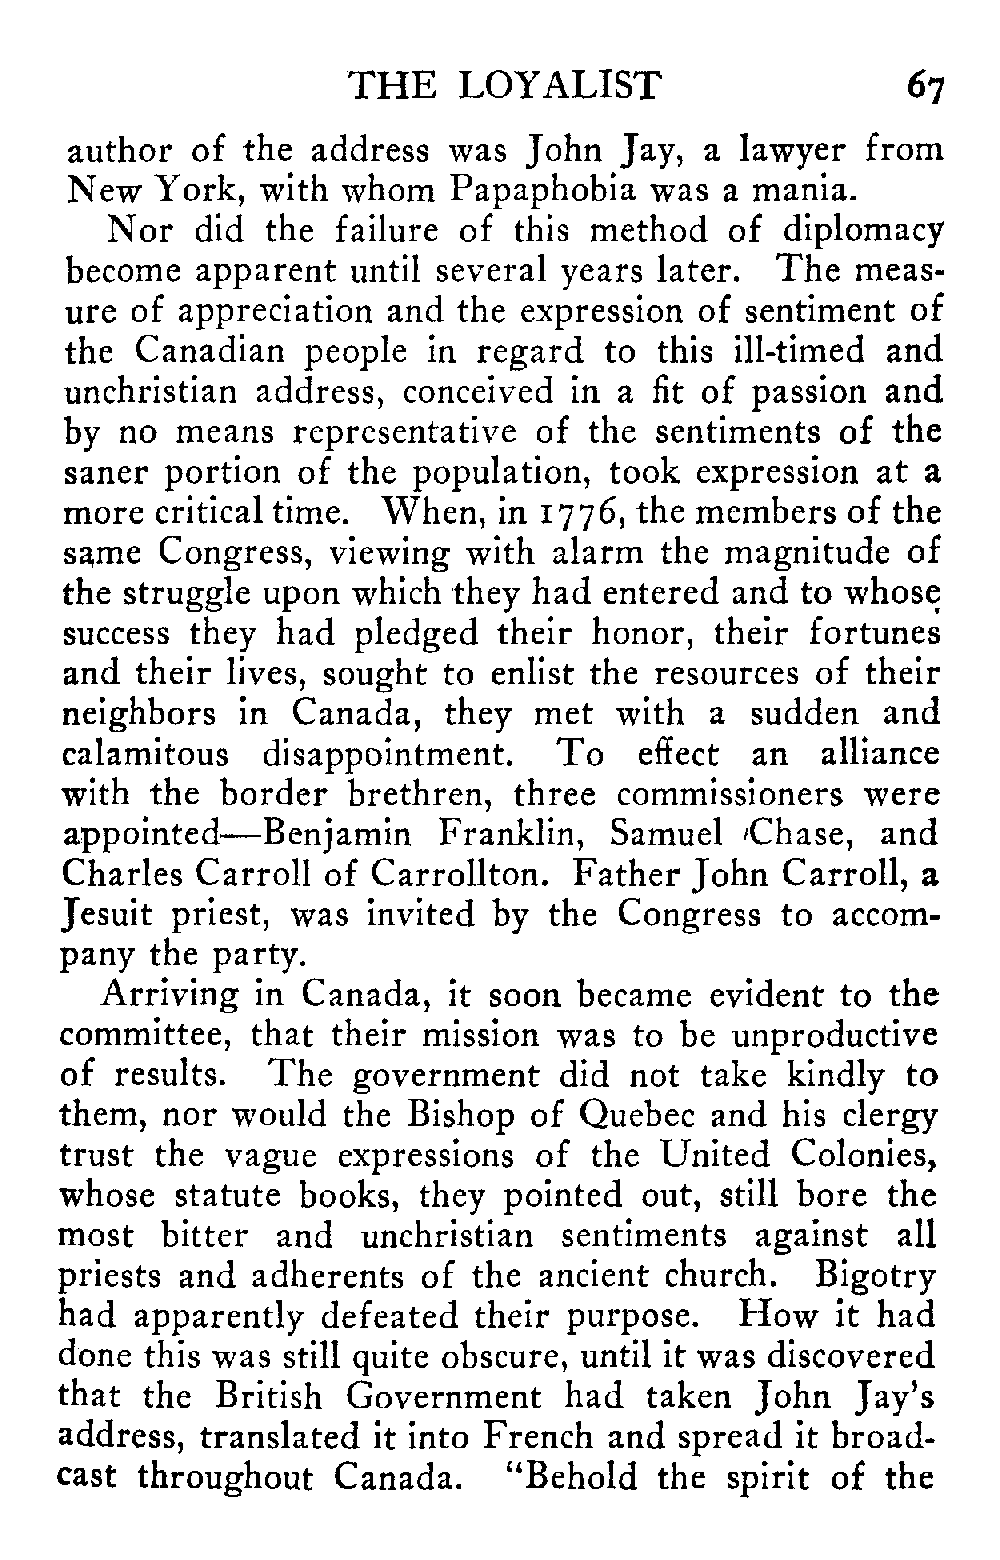 THE LOYALIST 67
author of the address was John Jay, a lawyer from
New York, with whom Papaphobia was a mania.
Nor did the failure of this method of diplomacy
become apparent until several years later. The meas-
ure of appreciation and the expression of sentiment of
the Canadian people in regard to this ill-timed and
unchristian address, conceived in a fit of passion and
by no means representative of the sentiments of the
saner portion of the population, took expression at a
more critical time. When, in 1776, the members of the
same Congress, viewing with alarm the magnitude of
the struggle upon which they had entered and to whose
success they had pledged their honor, their fortunes
and their lives, sought to enlist the resources of their
neighbors in Canada, they met with a sudden and
calamitous disappointment. To effect an alliance
with the border brethren, three commissioners were
appointed—Benjamin Franklin, Samuel Chase, and
Charles Carroll of Carrollton. Father John Carroll, a
Jesuit priest, was invited by the Congress to accom-
pany the party.
Arriving in Canada, it soon became evident to the
committee, that their mission was to be unproductive
of results. The government did not take kindly to
them, nor would the Bishop of Quebec and his clergy
trust the vague expressions of the United Colonies,
whose statute books, they pointed out, still bore the
most bitter and unchristian sentiments against all
priests and adherents of the ancient church. Bigotry
had apparently defeated their purpose. How it had
done this was still quite obscure, until it was discovered
that the British Government had taken John Jay's
address, translated it into French and spread it broad-
cast throughout Canada. "Behold the spirit of the